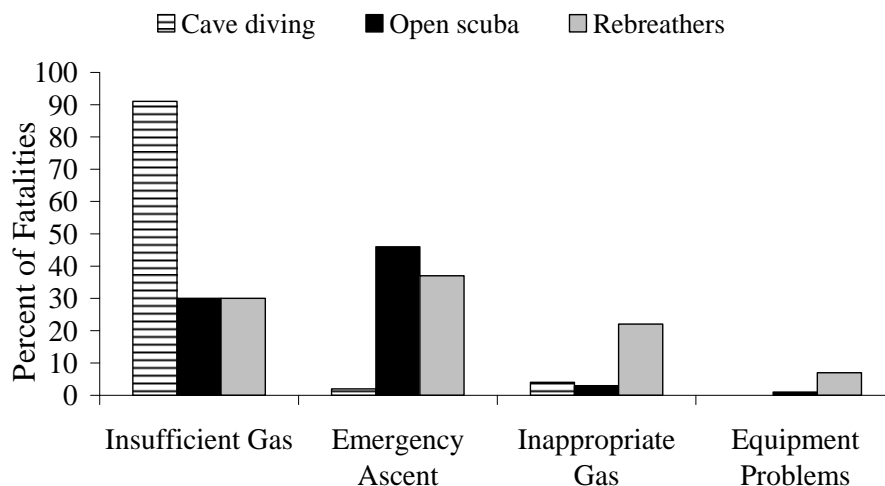 Cave diving Open scuba Rebreathers
Percent of Fatalities
100
90
80
70
60
50
40
30
20
10
0
Insufficient Gas Emergency Inappropriate Equipment
Ascent Gas Problems